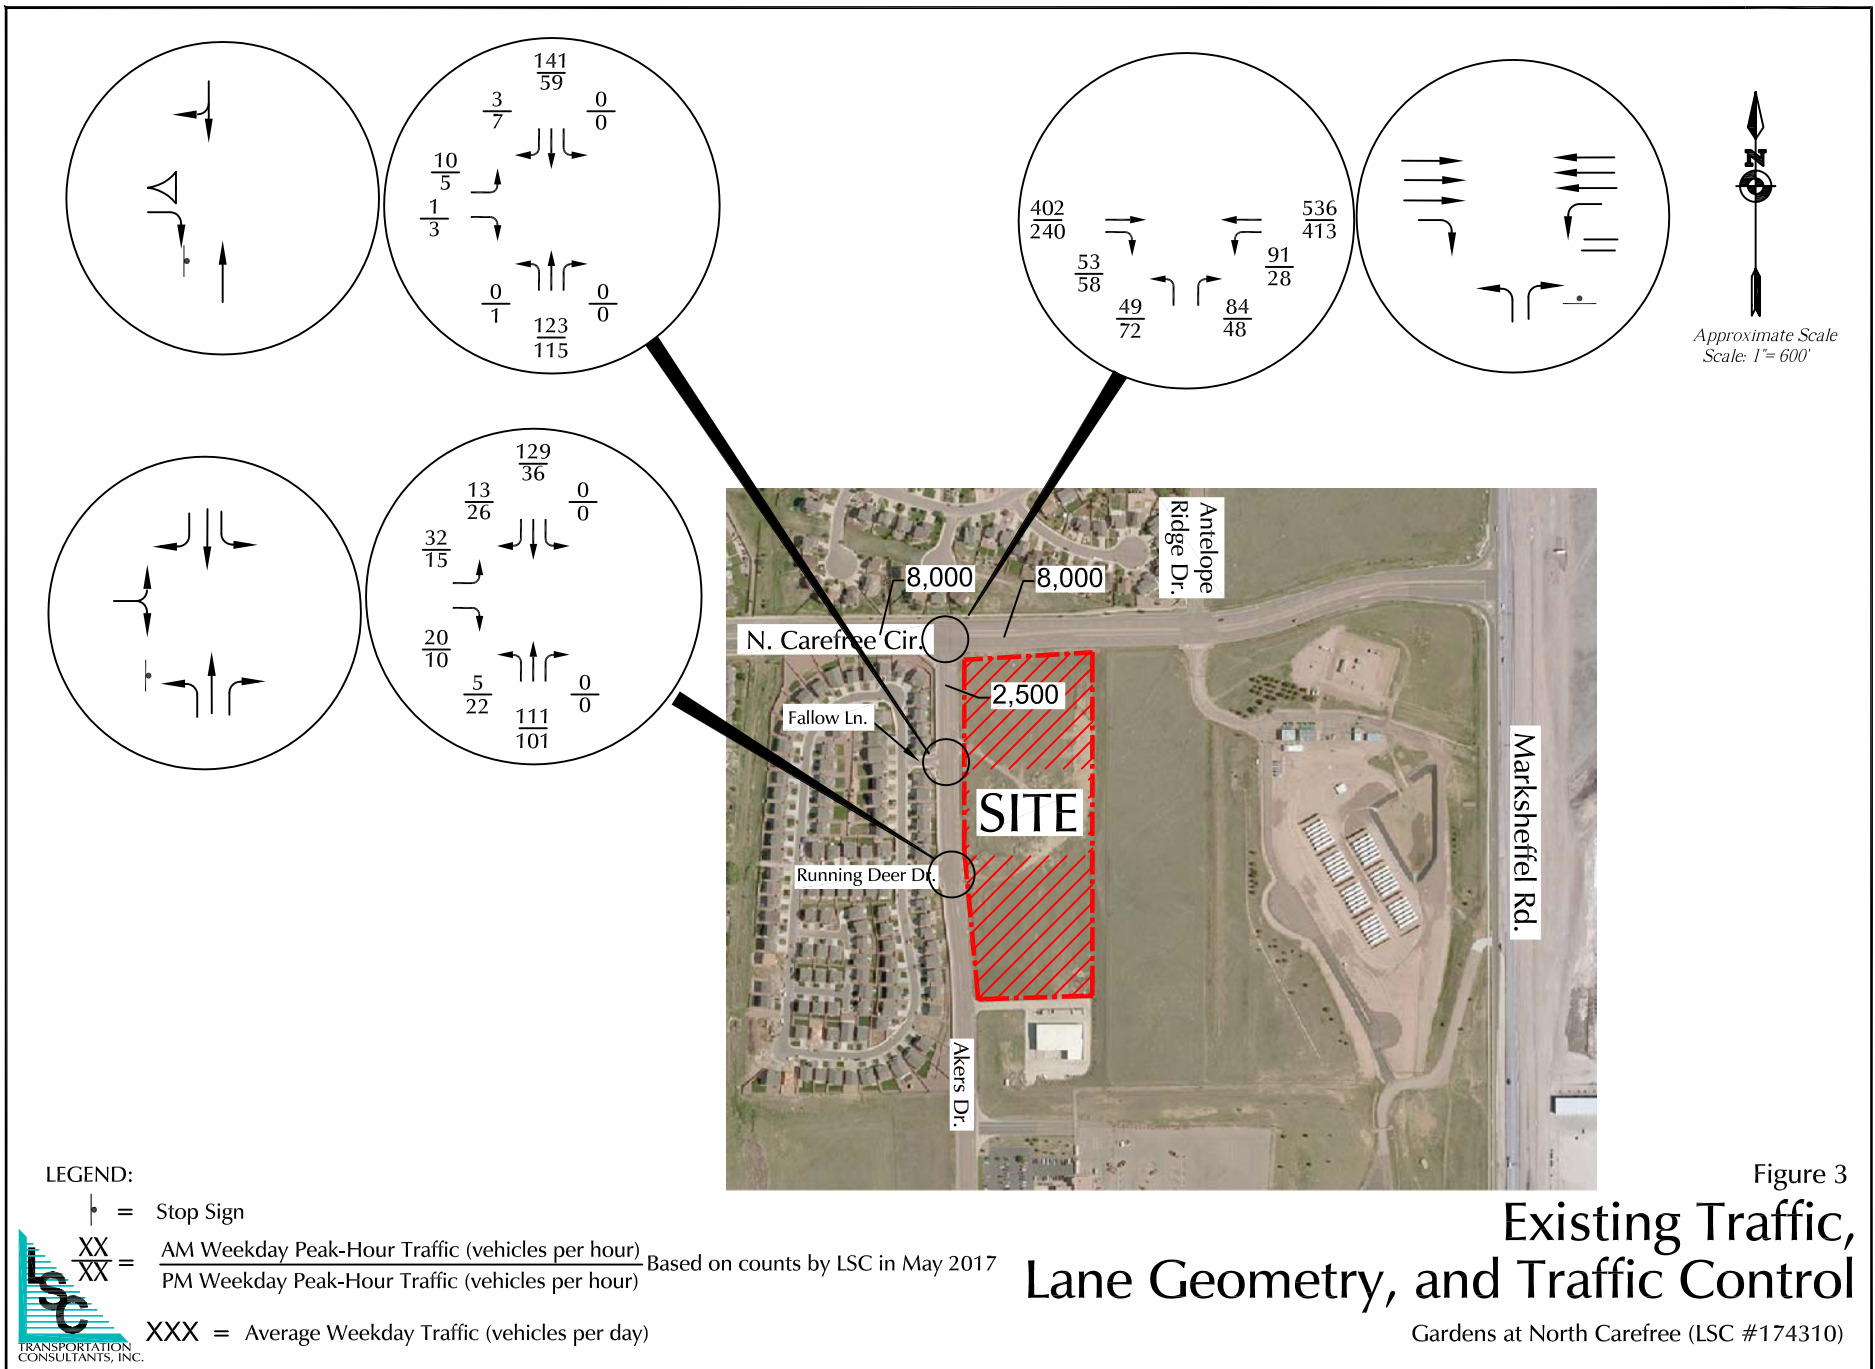 141
59
3
7
0
0
10
5
1
3
0
1
0
0
123
115
402
240
536
413
53
58
91
28
49
72
84
48
N
Approximate Scale
Scale: 1"= 600'
129
36
13
26
0
0
32
15
20
10
5
22
0
0
111
101
Antelope
Ridge Dr.
8,000
8,000
N. Carefree Cir.
2,500
Fallow Ln.
SITE
Running Deer Dr.
Marksheffel Rd.
Akers Dr.
LEGEND:
= Stop Sign
XX
XX
=
AM Weekday Peak-Hour Traffic (vehicles per hour)
PM Weekday Peak-Hour Traffic (vehicles per hour)
Based on counts by LSC in May 2017
XXX = Average Weekday Traffic (vehicles per day)
LSC
TRANSPORTATION
CONSULTANTS, INC.
Figure 3
Existing Traffic,
Lane Geometry, and Traffic Control
Gardens at North Carefree (LSC #174310)